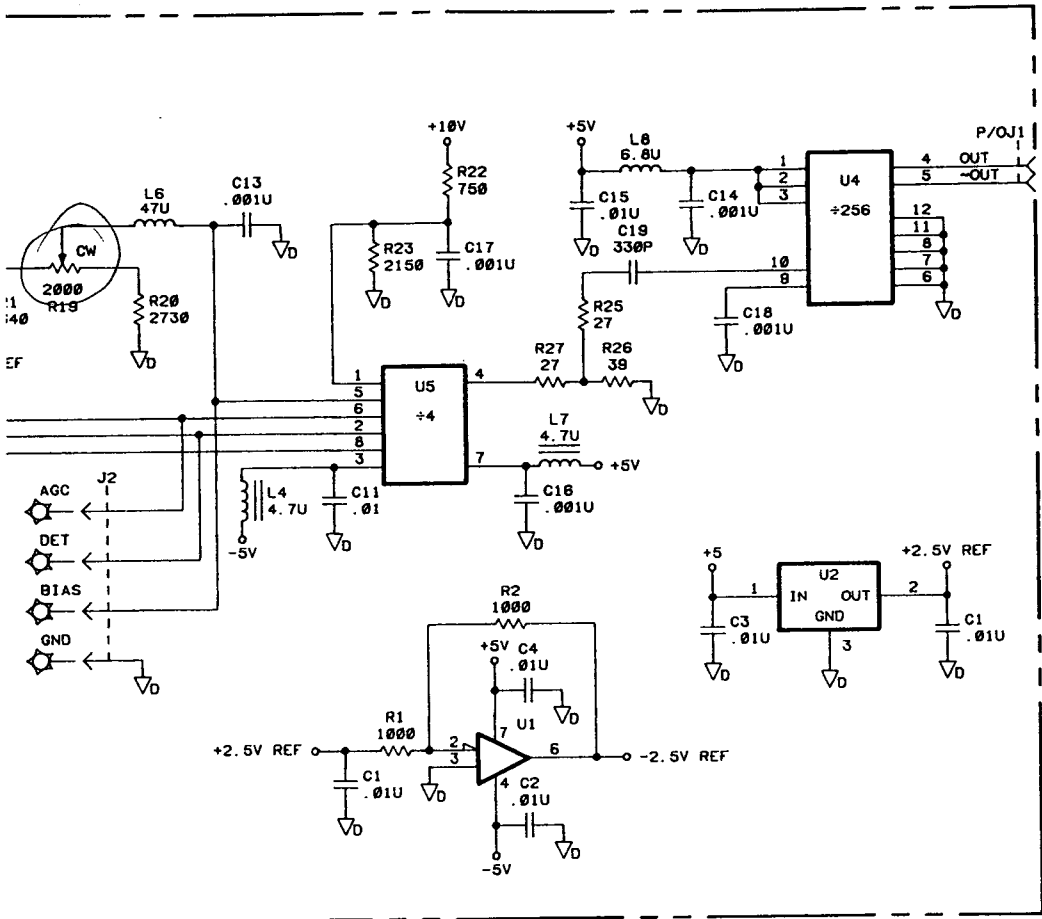 P/OJ1
+10V
+5V
L8
6.8U
R22
750
C13
.001U
L6
47U
1
2
3
U4
÷256
4
OUT
5
~OUT
C15
.01U
C14
.001U
C19
330P
12
11
8
7
6
10
9
CW
2000
R19
R20
2730
D
R23
2150
C17
.001U
D
D
D
D
D
D
R25
27
C18
.001U
D
D
R27
27
R26
39
D
1
5
6
2
8
3
U5
÷4
4
7
L7
4.7U
+5V
C16
.001U
D
J2
AGC
DET
BIAS
GND
D
L4
4.7U
-5V
C11
.01
D
+5
1
IN
U2
OUT
GND
2
3
+2.5V REF
C3
.01U
D
D
C1
.01U
D
R2
1000
+5V
C4
.01U
D
R1
1000
+2.5V REF
C1
.01U
D
2
3
D
7
U1
6
-2.5V REF
4
C2
.01U
D
-5V